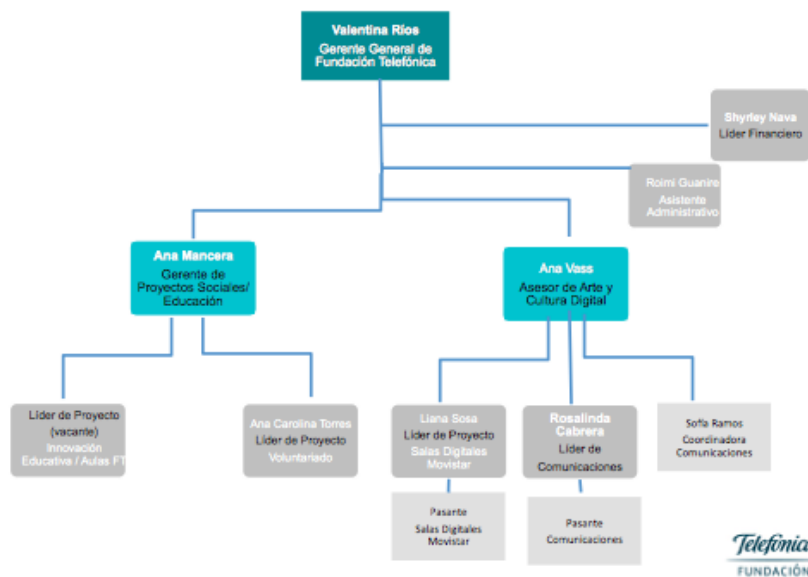 Valentina Ríos
Gerente General de
Fundación Telefónica
Shyrley Nava
Líder Financiero
Roimi Guanire
Asistente
Administrativo
Ana Mancera
Gerente de
Proyectos Sociales/
Educación
Ana Vass
Asesor de Arte y
Cultura Digital
Líder de Proyecto
(vacante)
Innovación
Educativa / Aulas FT
Ana Carolina Torres
Líder de Proyecto
Voluntariado
Liana Sosa
Líder de Proyecto
Salas Digitales
Movistar
Rosalinda
Cabrera
Líder de
Comunicaciones
Sofía Ramos
Coordinadora
Comunicaciones
Pasante
Salas Digitales
Movistar
Pasante
Comunicaciones
Telefónica
FUNDACIÓN